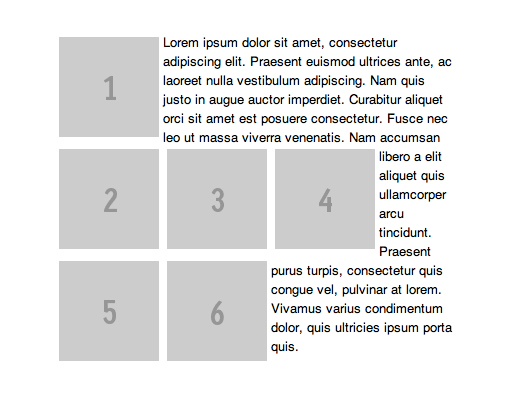 1
Lorem ipsum dolor sit amet, consectetur
adipiscing elit. Praesent euismod ultrices ante, ac
laoreet nulla vestibulum adipiscing. Nam quis
justo in augue auctor imperdiet. Curabitur aliquet
orci sit amet est posuere consectetur. Fusce nec
leo ut massa viverra venenatis. Nam accumsan
2 3 4
libero a elit
aliquet quis
ullamcorper
arcu
tincidunt.
Praesent
5 6
purus turpis, consectetur quis
congue vel, pulvinar at lorem.
Vivamus varius condimentum
dolor, quis ultricies ipsum porta
quis.